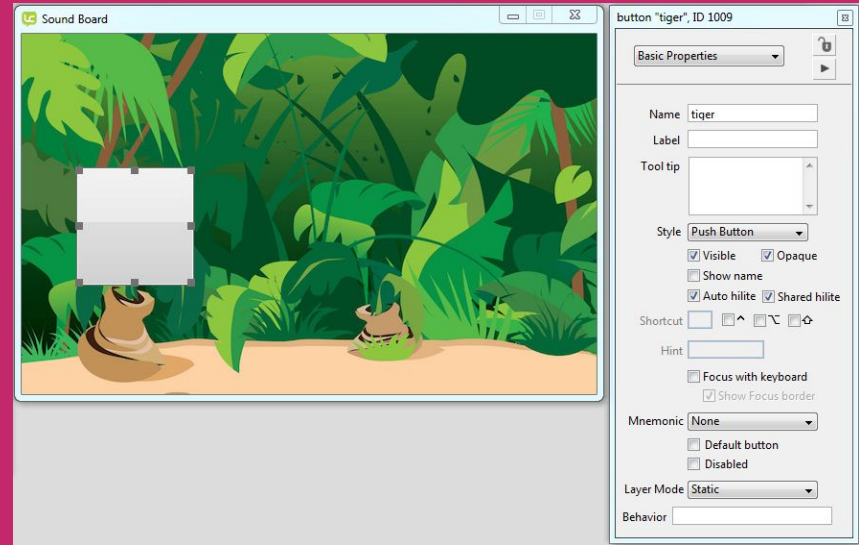 Sound Board
button "tiger", ID 1009
Basic Properties
Name tiger
Label
Tool tip
Style Push Button
Visible Opaque
Show name
Auto hilite Shared hilite
Shortcut ^ ⌥ ⇧
Hint
Focus with keyboard
Show Focus border
Mnemonic None
Default button
Disabled
Layer Mode Static
Behavior